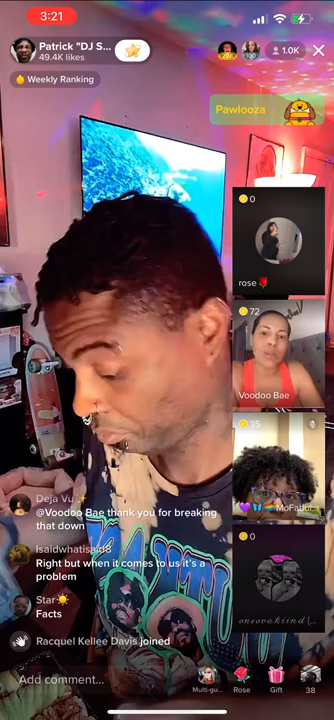 3:21
Patrick "DJ S...
49.4K likes
1.0K
Weekly Ranking
Pawlooza
0
rose
72
Voodoo Bae
35
MoFabul
0
oneovakiind (...
Deja Vu
@Voodoo Bae thank you for breaking
that down
Isaidwhatisaid8
Right but when it comes to us it's a
problem
Star
Facts
Racquel Kellee Davis joined
Add comment...
Multi-gu...
Rose
Gift
38